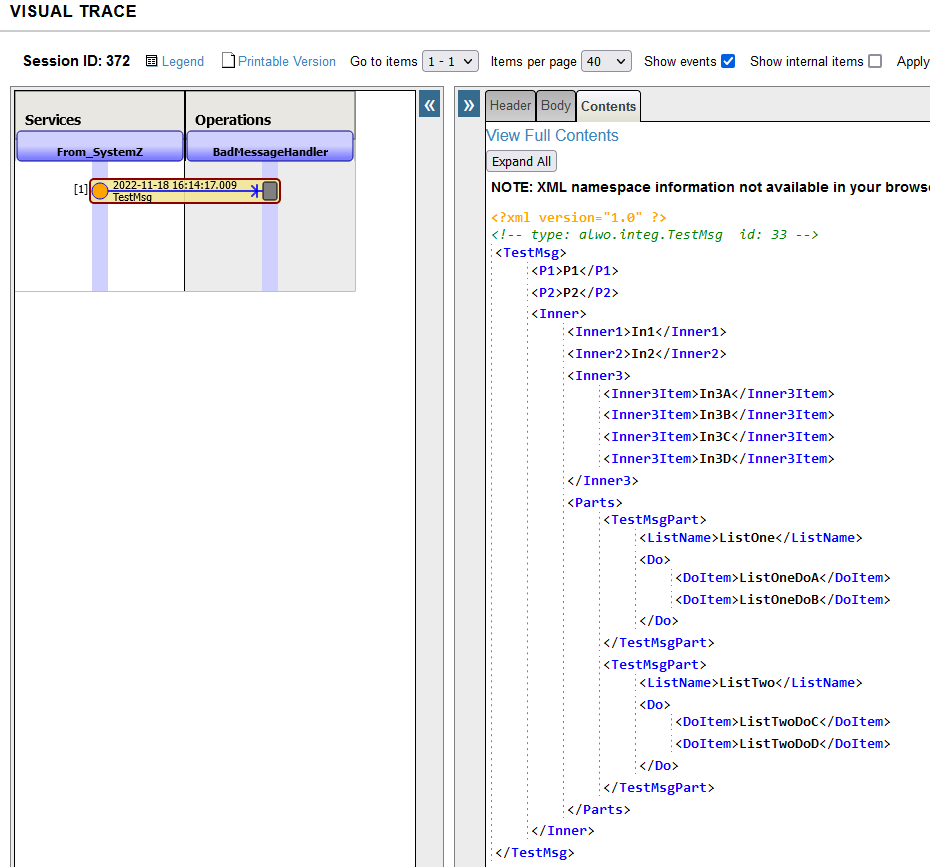 VISUAL TRACE
Session ID: 372 Legend Printable Version Go to items 1 - 1 Items per page 40 Show events Show internal items Apply
Services Operations
From_SystemZ BadMessageHandler
[1] 2022-11-18 16:14:17.009
TestMsg
« »
Header Body Contents
View Full Contents
Expand All
NOTE: XML namespace information not available in your browse
<?xml version="1.0" ?>
<!-- type: alwo.integ.TestMsg  id: 33 -->
<TestMsg>
<P1>P1</P1>
<P2>P2</P2>
<Inner>
<Inner1>In1</Inner1>
<Inner2>In2</Inner2>
<Inner3>
<Inner3Item>In3A</Inner3Item>
<Inner3Item>In3B</Inner3Item>
<Inner3Item>In3C</Inner3Item>
<Inner3Item>In3D</Inner3Item>
</Inner3>
<Parts>
<TestMsgPart>
<ListName>ListOne</ListName>
<Do>
<DoItem>ListOneDoA</DoItem>
<DoItem>ListOneDoB</DoItem>
</Do>
</TestMsgPart>
<TestMsgPart>
<ListName>ListTwo</ListName>
<Do>
<DoItem>ListTwoDoC</DoItem>
<DoItem>ListTwoDoD</DoItem>
</Do>
</TestMsgPart>
</Parts>
</Inner>
</TestMsg>